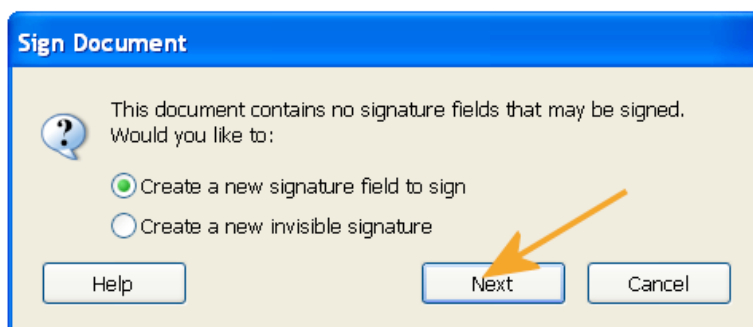 Sign Document
This document contains no signature fields that may be signed.
Would you like to:
Create a new signature field to sign
Create a new invisible signature
Help Next Cancel